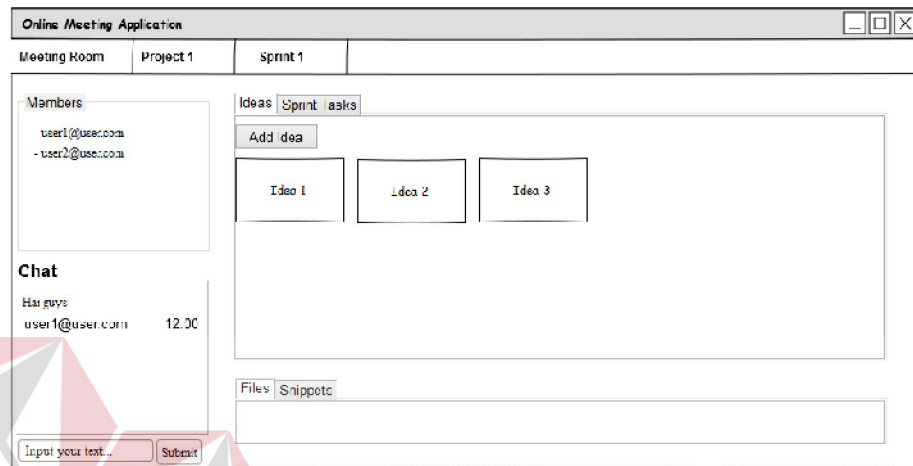 Online Meeting Application
Meeting Room
Project 1
Sprint 1
Members
user1@user.com
- user2@user.com
Ideas
Sprint Tasks
Add Idea
Idea 1
Idea 2
Idea 3
Chat
Hai guys
user1@user.com
12.00
Files
Snippets
Input your text...
Submit